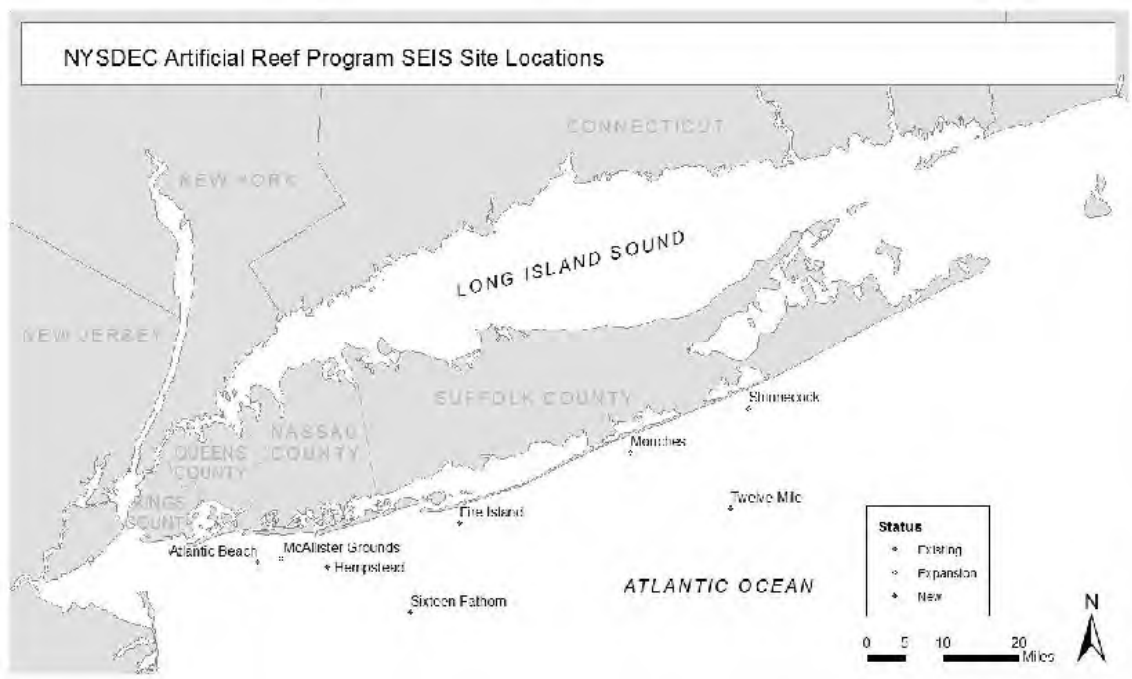 NYSDEC Artificial Reef Program SEIS Site Locations
CONNECTICUT
NEW YORK
LONG ISLAND SOUND
NEW JERSEY
SUFFOLK COUNTY
Shinnecock
NASSAU
COUNTY
QUEENS
COUNTY
Moriches
KINGS
COUNTY
Twelve Mile
Fire Island
Atlantic Beach
McAllister Grounds
Hempstead
Sixteen Fathom
ATLANTIC OCEAN
Status
Existing
Expansion
New
N
0 5 10 20
Miles